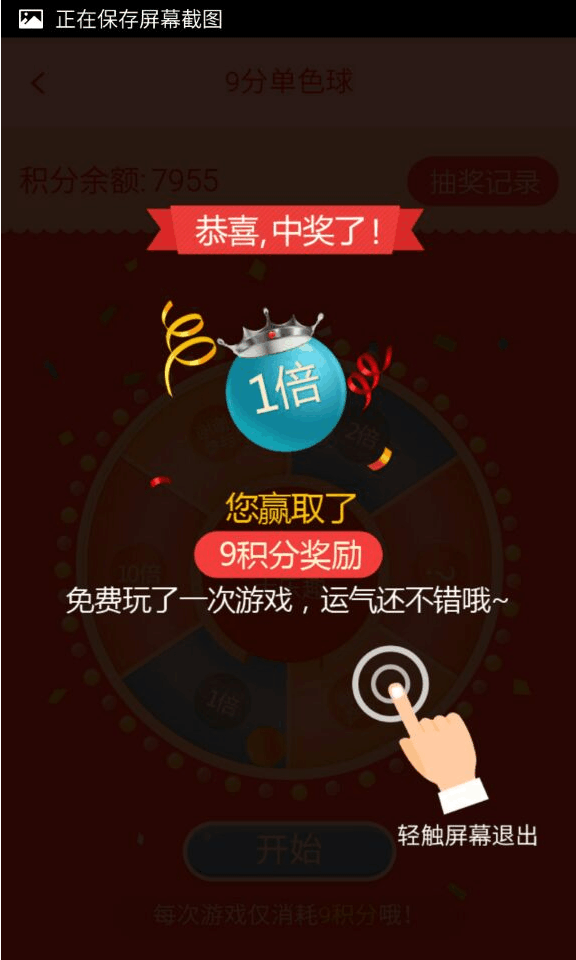 正在保存屏幕截图
9分单色球
积分余额:7955
抽奖记录
恭喜,中奖了!
1倍
2倍
您赢取了
9积分奖励
10倍
免费玩了一次游戏，运气还不错哦~
1倍
轻触屏幕退出
开始
每次游戏仅消耗9积分哦!